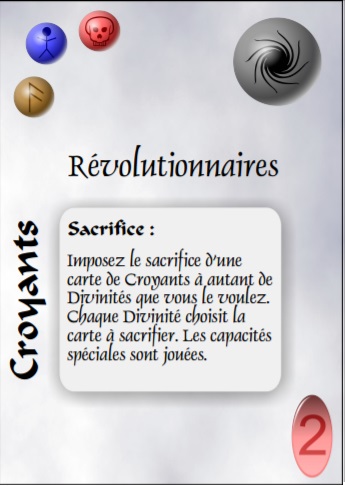 Révolutionnaires
Croyants
Sacrifice :
Imposez le sacrifice d'une
carte de Croyants à autant de
Divinités que vous le voulez.
Chaque Divinité choisit la
carte à sacrifier. Les capacités
spéciales sont jouées.
2